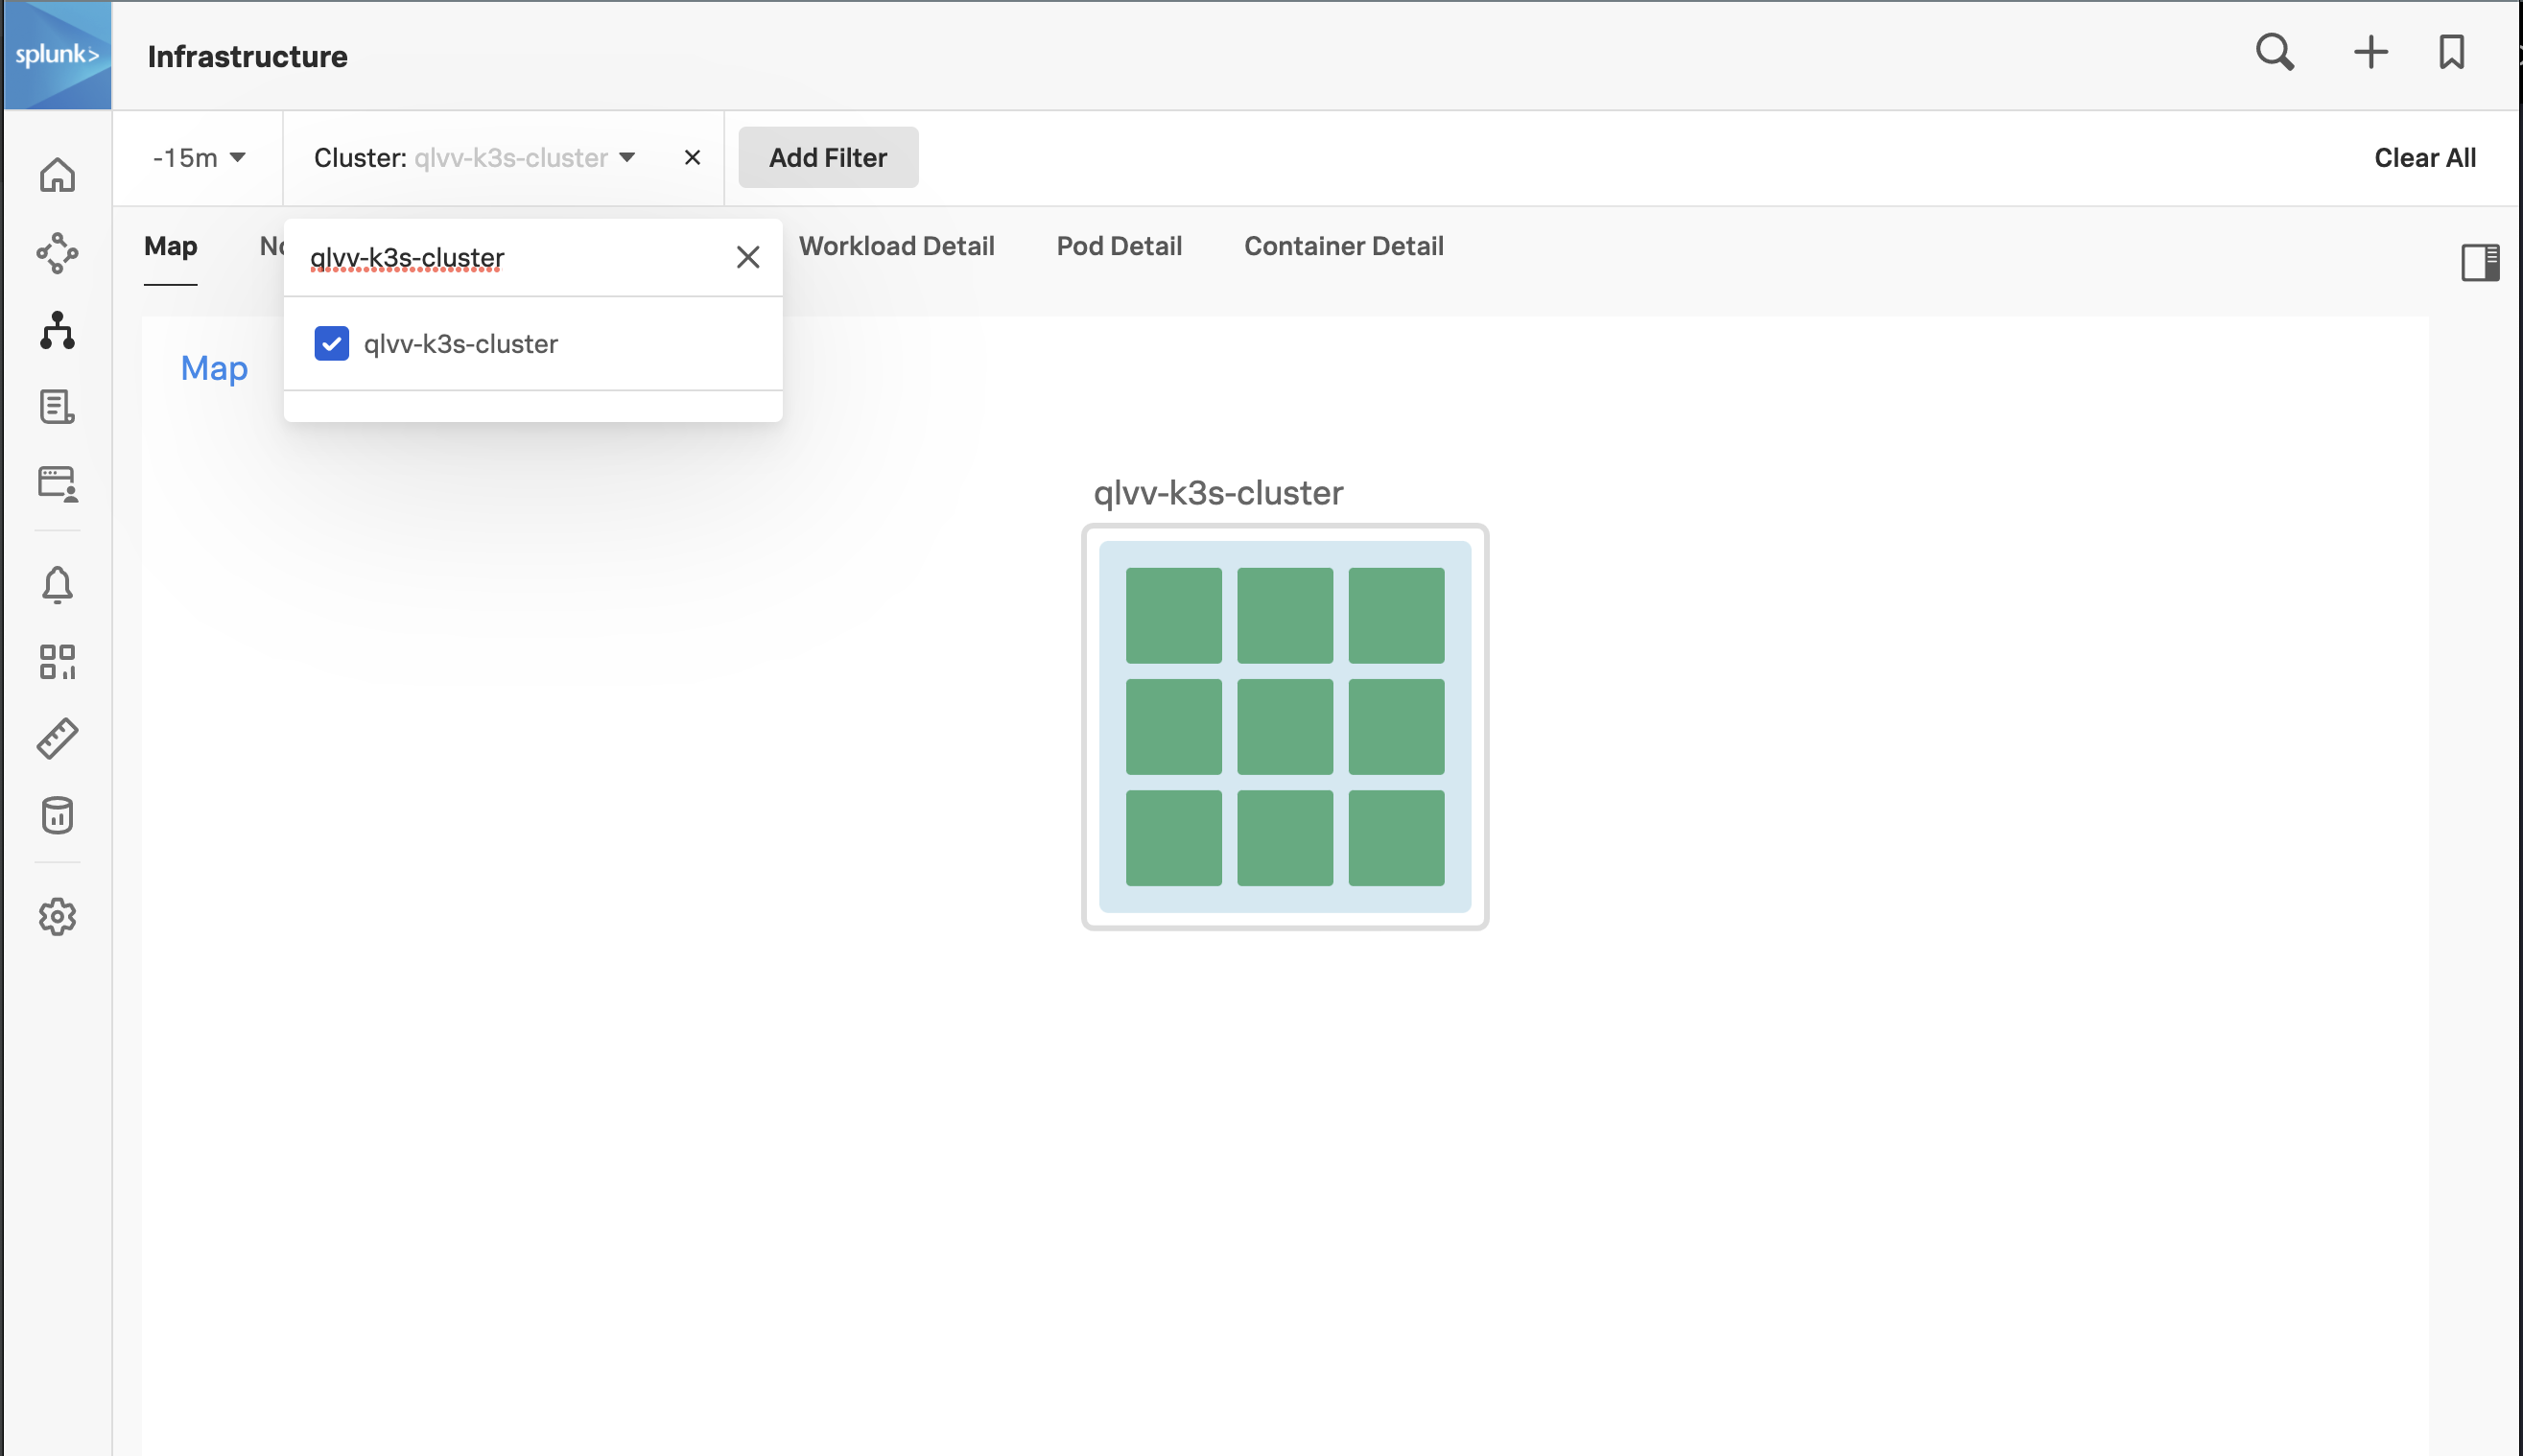 splunk>
Infrastructure
-15m
Cluster: qlvv-k3s-cluster
Add Filter
Clear All
Map
qlvv-k3s-cluster
Workload Detail
Pod Detail
Container Detail
qlvv-k3s-cluster
Map
qlvv-k3s-cluster